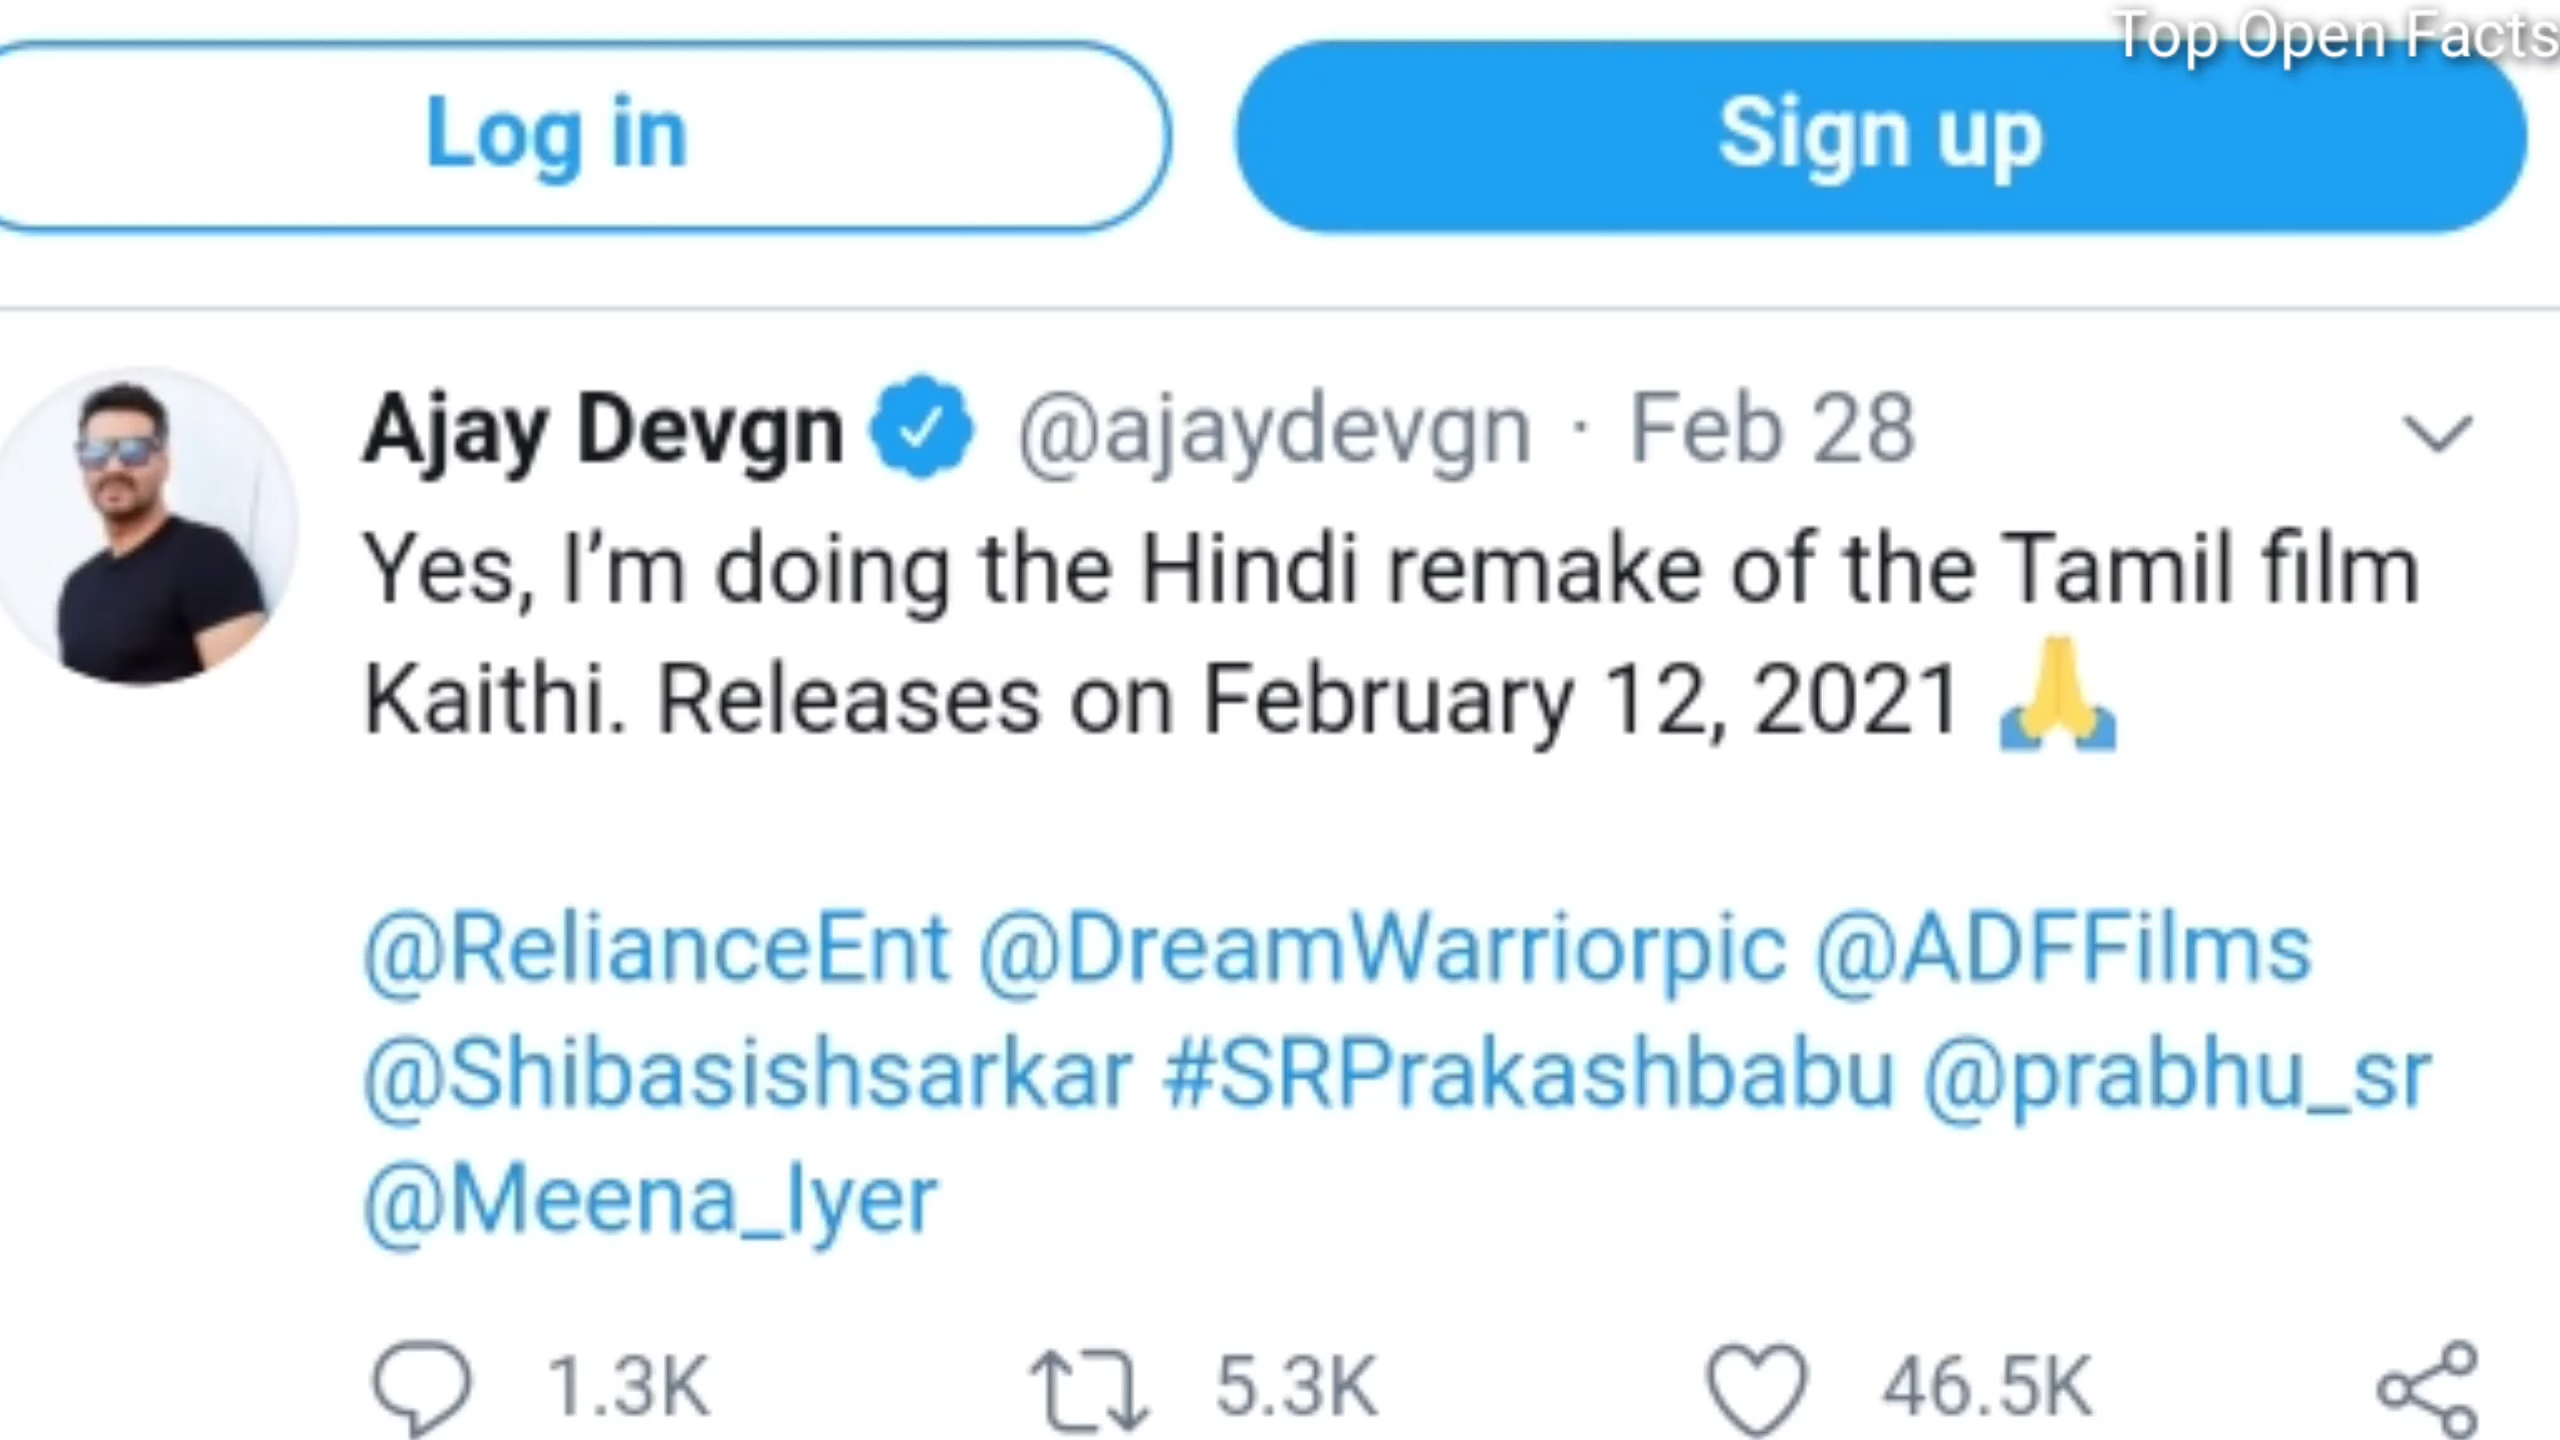 Top Open Facts
Log in
Sign up
Ajay Devgn @ajaydevgn · Feb 28
Yes, I’m doing the Hindi remake of the Tamil film
Kaithi. Releases on February 12, 2021 🙏
@RelianceEnt @DreamWarriorpic @ADFFilms
@Shibasishsarkar #SRPrakashbabu @prabhu_sr
@Meena_Iyer
1.3K
5.3K
46.5K